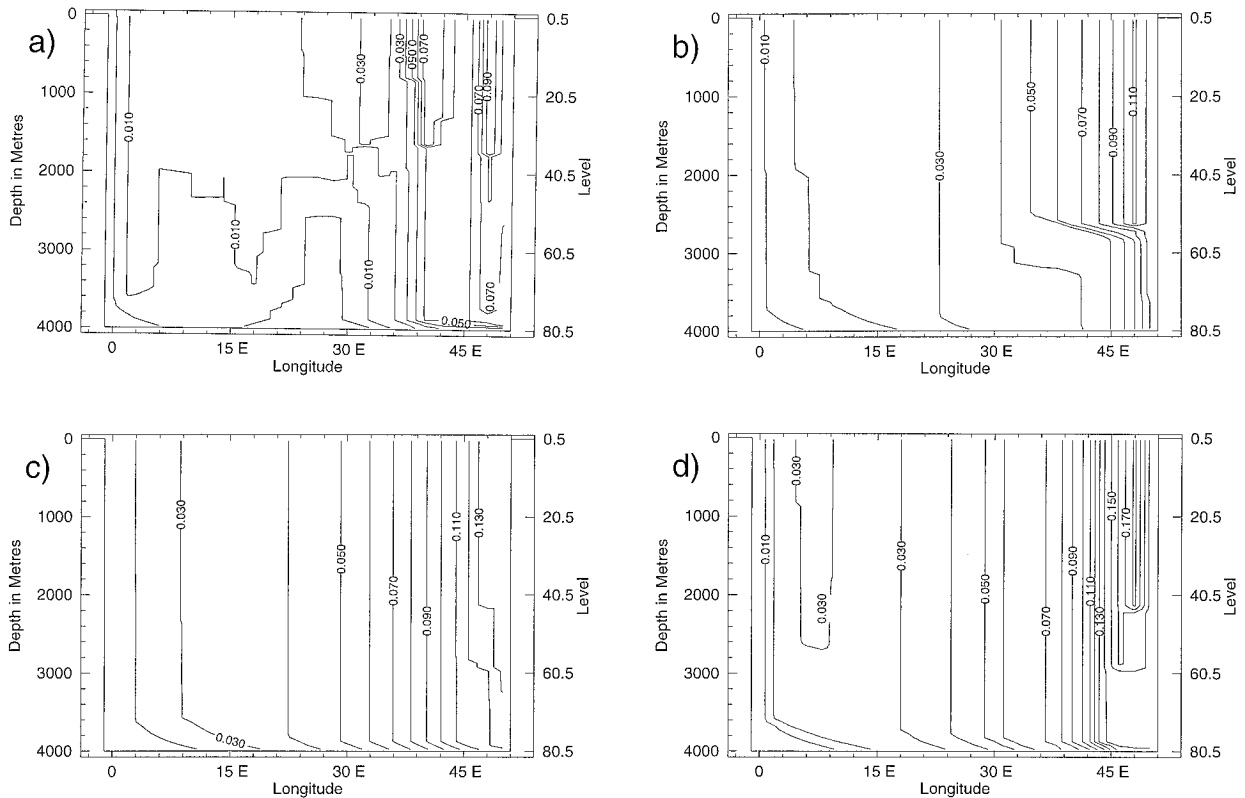 a)
0
1000
2000
3000
4000
Depth in Metres
0
15 E
30 E
45 E
Longitude
0.5
20.5
40.5
60.5
80.5
Level
0.010
0.030
0.030
0.050
0.070
0.070
0.090
0.010
0.010
0.070
0.050
b)
0
1000
2000
3000
4000
Depth in Metres
0
15 E
30 E
45 E
Longitude
0.5
20.5
40.5
60.5
80.5
Level
0.010
0.030
0.050
0.070
0.090
0.110
c)
0
1000
2000
3000
4000
Depth in Metres
0
15 E
30 E
45 E
Longitude
0.5
20.5
40.5
60.5
80.5
Level
0.030
0.030
0.050
0.070
0.090
0.110
0.130
d)
0
1000
2000
3000
4000
Depth in Metres
0
15 E
30 E
45 E
Longitude
0.5
20.5
40.5
60.5
80.5
Level
0.010
0.030
0.030
0.030
0.050
0.070
0.090
0.110
0.130
0.150
0.170